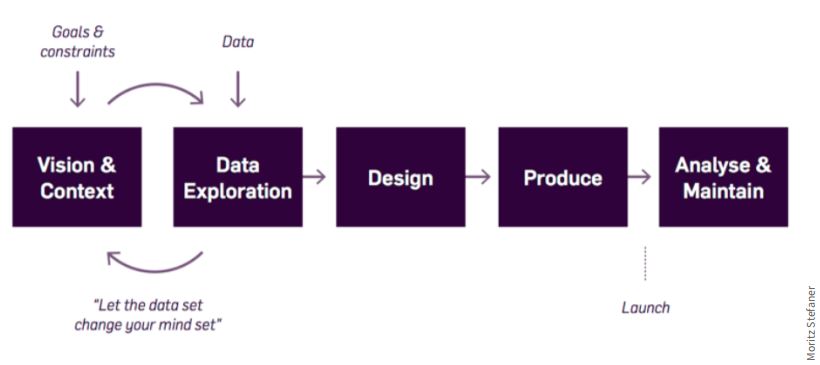 Goals &
constraints
Data
Vision &
Context
Data
Exploration
Design
Produce
Analyse &
Maintain
"Let the data set
change your mind set"
Launch
Moritz Stefaner